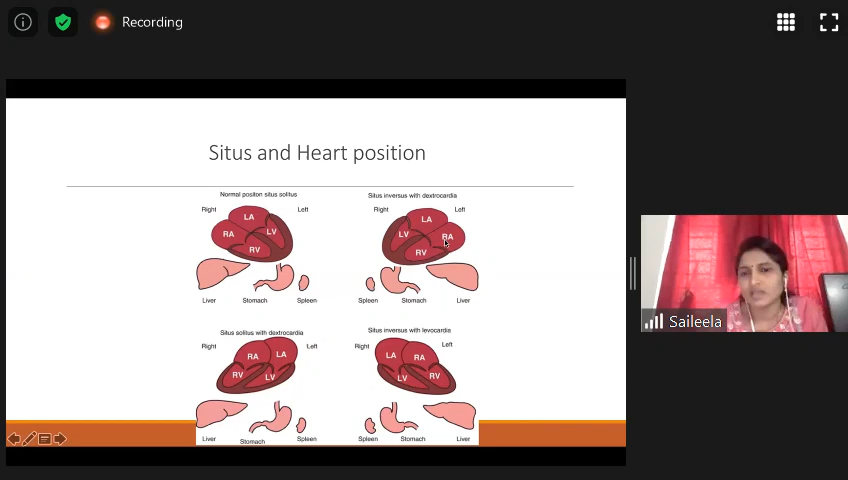 Recording
Situs and Heart position
Normal positon situs solitus
Right
Left
LA
RA
LV
RV
Liver
Stomach
Spleen
Situs inversus with dextrocardia
Right
Left
LA
LV
RA
RV
Spleen
Stomach
Liver
Situs solitus with dextrocardia
Right
Left
RA
LA
RV
LV
Liver
Stomach
Spleen
Situs inversus with levocardia
Right
Left
LA
RA
LV
RV
Spleen
Stomach
Liver
Saileela